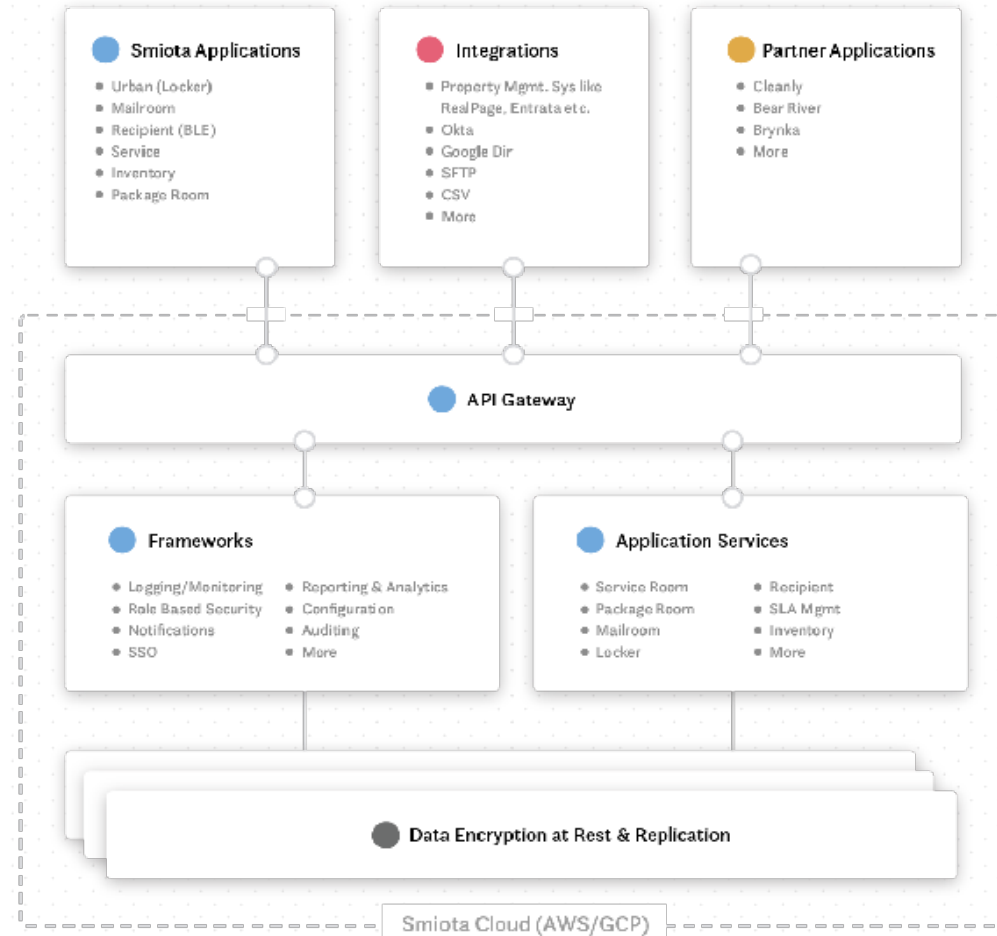 Smiota Applications
Urban (Locker)
Mailroom
Recipient (BLE)
Service
Inventory
Package Room
Integrations
Property Mgmt. Sys like
RealPage, Entrata etc.
Okta
Google Dir
SFTP
CSV
More
Partner Applications
Cleanly
Bear River
Brynka
More
API Gateway
Frameworks
Logging/Monitoring
Role Based Security
Notifications
SSO
Reporting & Analytics
Configuration
Auditing
More
Application Services
Service Room
Package Room
Mailroom
Locker
Recipient
SLA Mgmt
Inventory
More
Data Encryption at Rest & Replication
Smiota Cloud (AWS/GCP)